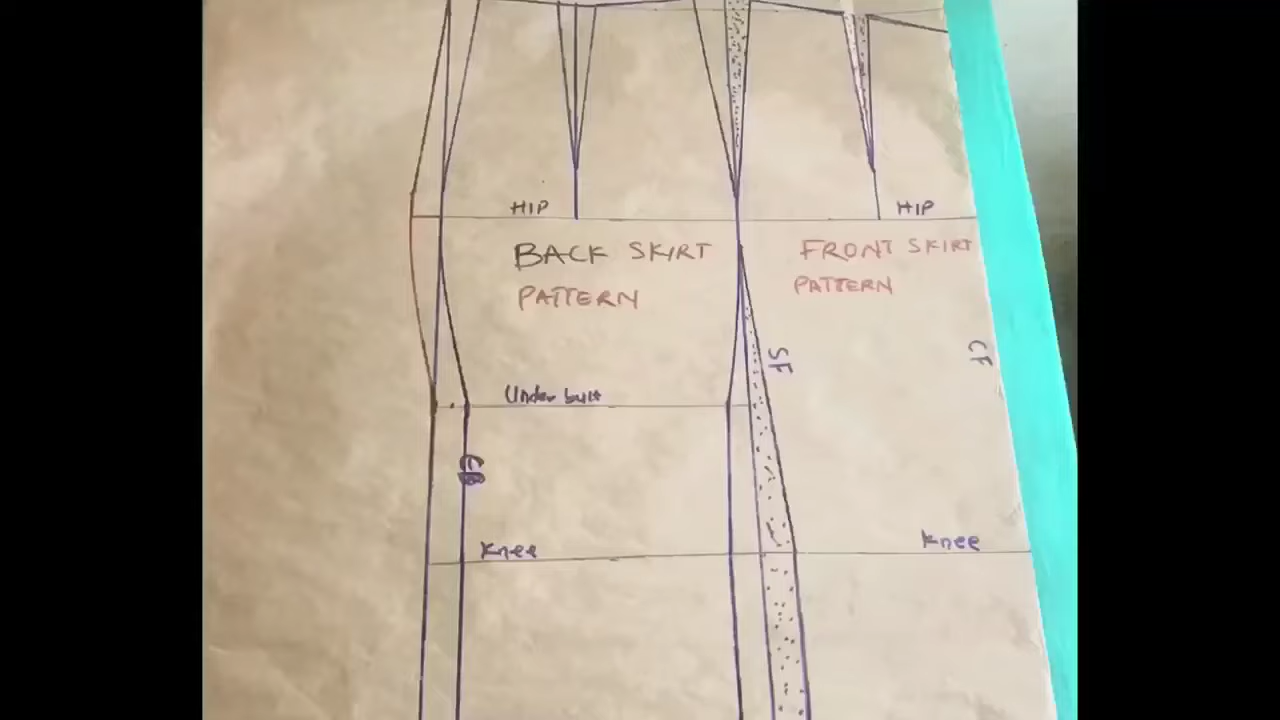 HIP
HIP
BACK SKIRT
PATTERN
FRONT SKIRT
PATTERN
SF
CF
Under butt
CB
Knee
Knee